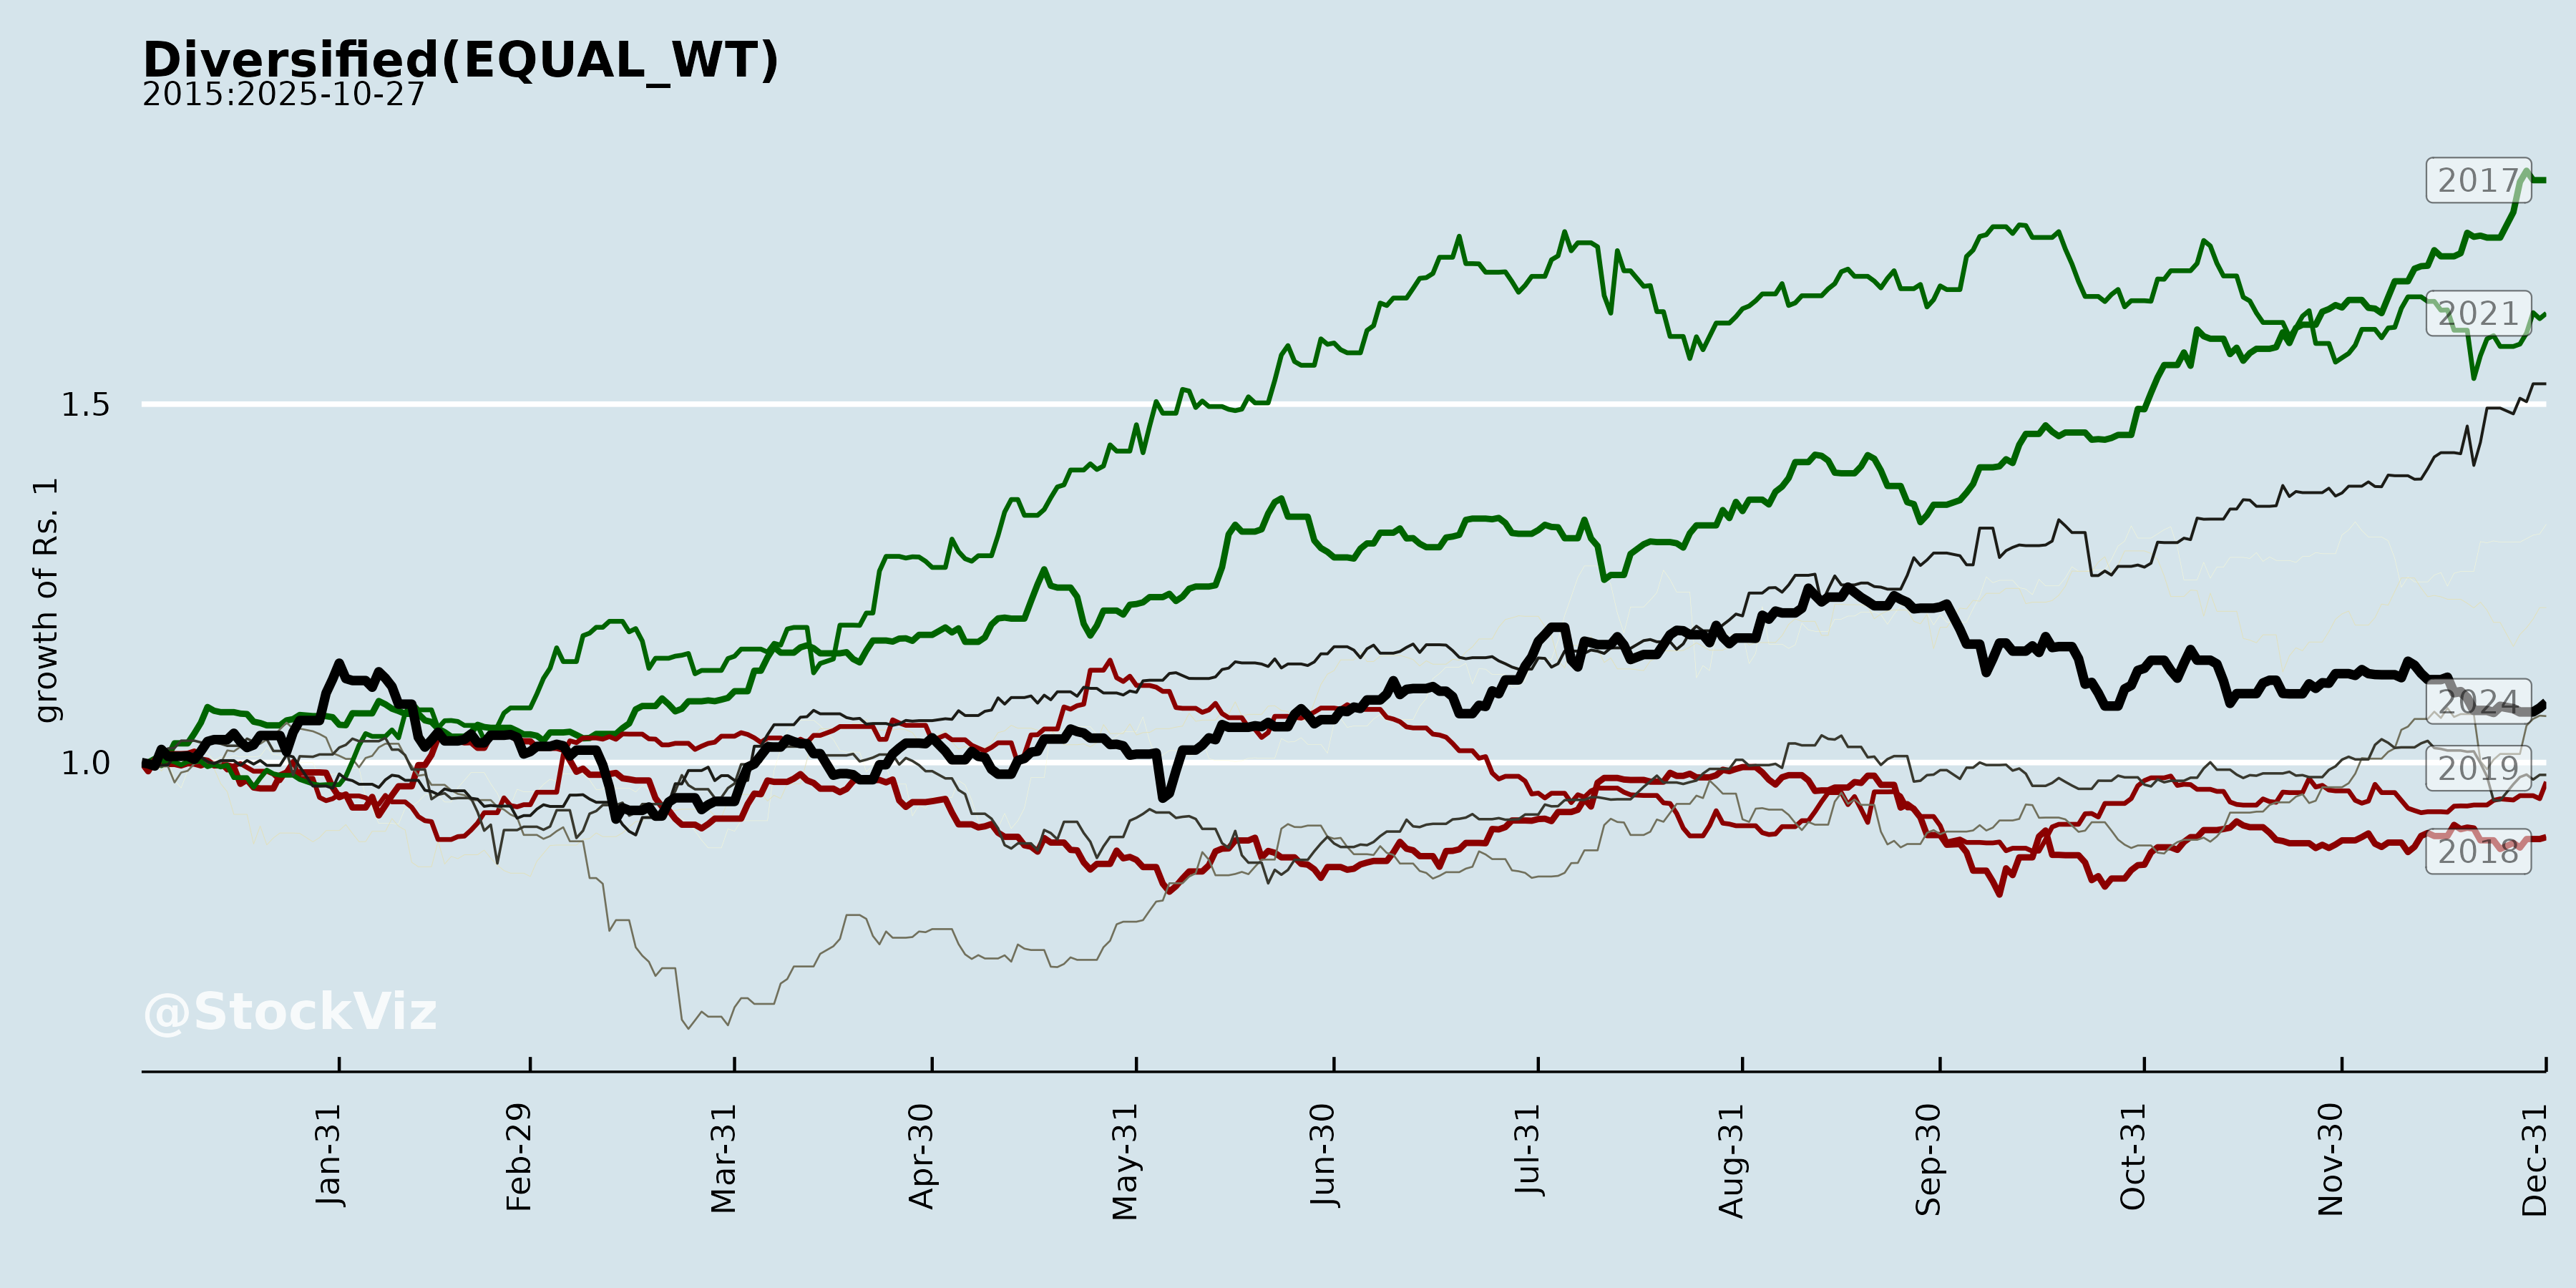 Diversified(EQUAL_WT)
2015:2025-10-27
growth of Rs. 1
1.5
1.0
2017
2021
2024
2019
2018
@StockViz
Jan-31
Feb-29
Mar-31
Apr-30
May-31
Jun-30
Jul-31
Aug-31
Sep-30
Oct-31
Nov-30
Dec-31